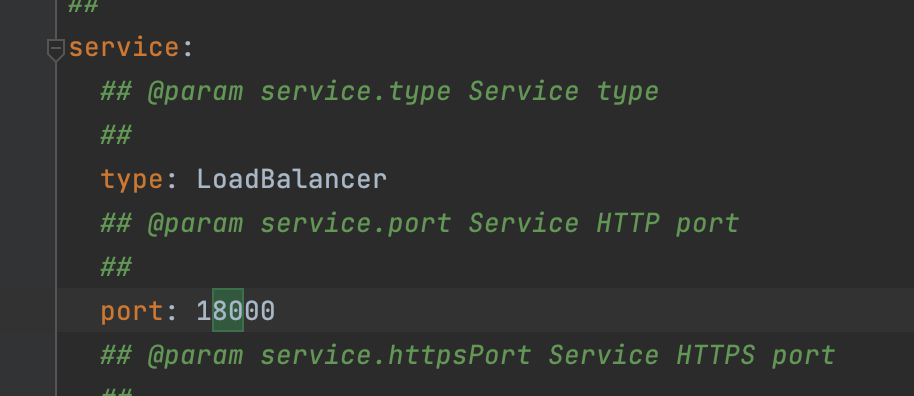 ##
service:
## @param service.type Service type
##
type: LoadBalancer
## @param service.port Service HTTP port
##
port: 18000
## @param service.httpsPort Service HTTPS port
##